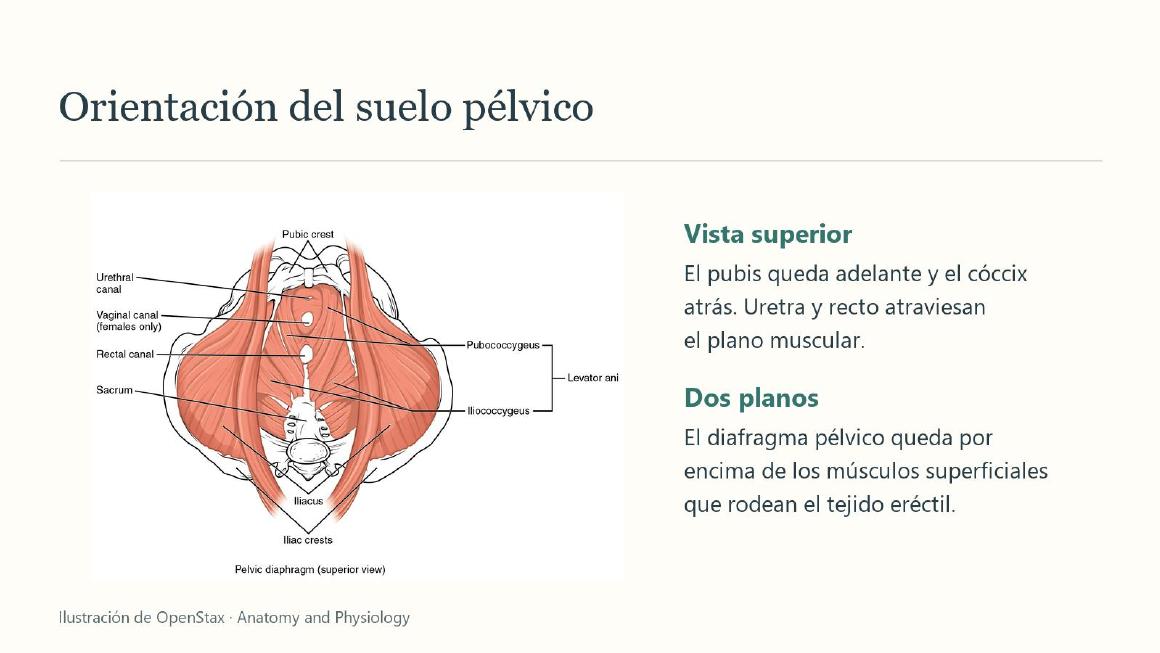 Orientación del suelo pélvico
Pubic crest
Urethral
canal
Vaginal canal
(females only)
Rectal canal
Sacrum
Pubococcygeus
Levator ani
Iliococcygeus
Iliacus
Iliac crests
Pelvic diaphragm (superior view)
Vista superior
El pubis queda adelante y el cóccix
atrás. Uretra y recto atraviesan
el plano muscular.
Dos planos
El diafragma pélvico queda por
encima de los músculos superficiales
que rodean el tejido eréctil.
Ilustración de OpenStax · Anatomy and Physiology